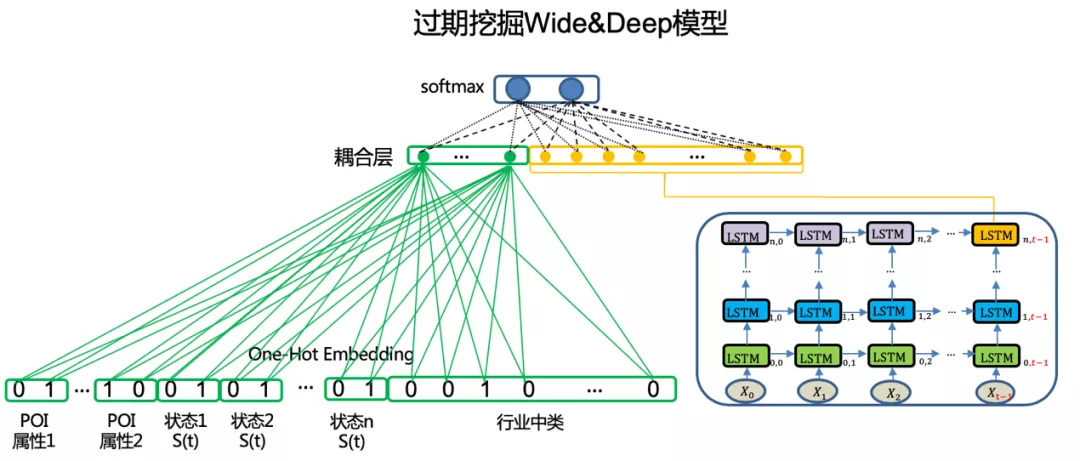 过期挖掘Wide&Deep模型
softmax
耦合层
...
...
LSTM n,0 LSTM n,1 LSTM n,2 ... LSTM n,t−1
... ... ... ...
LSTM 1,0 LSTM 1,1 LSTM 1,2 ... LSTM 1,t−1
LSTM 0,0 LSTM 0,1 LSTM 0,2 ... LSTM 0,t−1
X0 X1 X2 Xt−1
One-Hot Embedding
0 1 ... 1 0 0 1 0 1 ... 0 1 0 0 1 0 ... 0
POI 属性1
POI 属性2
状态1 S(t)
状态2 S(t)
状态n S(t)
行业中类